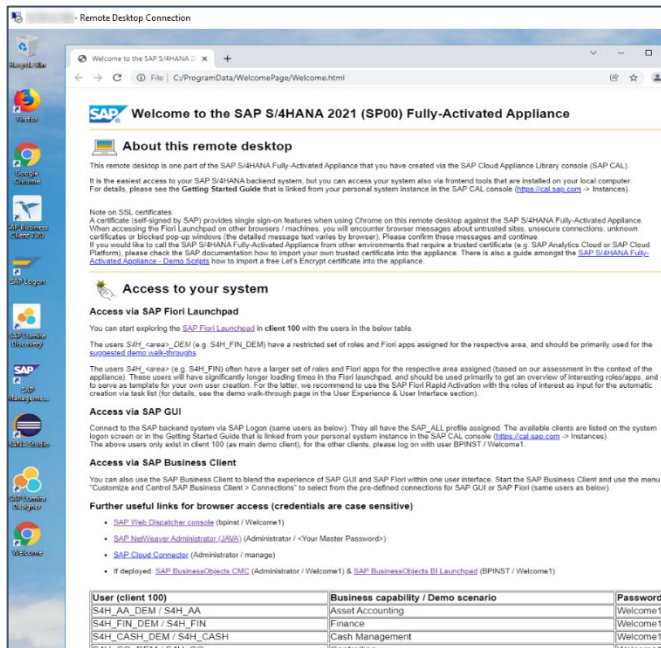 - Remote Desktop Connection
Recycle Bin
Firefox
Google
Chrome
SAP Business
Client 7.70
SAP Logon
SAP Lumira
Discovery
SAP
SAP
Manageme...
HANA Studio
SAP Lumira
Designer
Welcome
Welcome to the SAP S/4HANA 2
File | C:/ProgramData/WelcomePage/Welcome.html
SAP Welcome to the SAP S/4HANA 2021 (SP00) Fully-Activated Appliance
About this remote desktop
This remote desktop is one part of the SAP S/4HANA Fully-Activated Appliance that you have created via the SAP Cloud Appliance Library console (SAP CAL).
It is the easiest access to your SAP S/4HANA backend system, but you can access your system also via frontend tools that are installed on your local computer.
For details, please see the Getting Started Guide that is linked from your personal system instance in the SAP CAL console (https://cal.sap.com -> Instances).
Note on SSL certificates:
A certificate (self-signed by SAP) provides single sign-on features when using Chrome on this remote desktop against the SAP S/4HANA Fully-Activated Appliance.
When accessing the Fiori Launchpad on other browsers / machines, you will encounter browser messages about untrusted sites, unsecure connections, unknown
certificates or blocked pop-up windows (the detailed message text varies by browser). Please confirm these messages and continue.
If you would like to call the SAP S/4HANA Fully-Activated Appliance from other environments that require a trusted certificate (e.g. SAP Analytics Cloud or SAP Cloud
Platform), please check the SAP documentation how to import your own trusted certificate into the appliance. There is also a guide amongst the SAP S/4HANA Fully-
Activated Appliance - Demo Scripts how to import a free Let's Encrypt certificate into the appliance.
Access to your system
Access via SAP Fiori Launchpad
You can start exploring the SAP Fiori Launchpad in client 100 with the users in the below table.
The users S4H_<area>_DEM (e.g. S4H_FIN_DEM) have a restricted set of roles and Fiori apps assigned for the respective area, and should be primarily used for the
suggested demo walk-throughs.
The users S4H_<area> (e.g. S4H_FIN) often have a larger set of roles and Fiori apps for the respective area assigned (based on our assessment in the context of the
appliance). These users will have significantly longer loading times in the Fiori launchpad, and should be used primarily to get an overview of interesting roles/apps, and
to serve as template for your own user creation. For the latter, we recommend to use the SAP Fiori Rapid Activation with the roles of interest as input for the automatic
creation via task list (for details, see the demo walk-through page in the User Experience & User Interface section).
Access via SAP GUI
Connect to the SAP backend system via SAP Logon (same users as below). They all have the SAP_ALL profile assigned. The available clients are listed on the system
logon screen or in the Getting Started Guide that is linked from your personal system instance in the SAP CAL console (https://cal.sap.com -> Instances).
The above users only exist in client 100 (as main demo client), for the other clients, please log on with user BPINST / Welcome1.
Access via SAP Business Client
You can also use the SAP Business Client to blend the experience of SAP GUI and SAP Fiori within one user interface. Start the SAP Business Client and use the menu
"Customize and Control SAP Business Client > Connections" to select from the pre-defined connections for SAP GUI or SAP Fiori (same users as below).
Further useful links for browser access (credentials are case sensitive)
• SAP Web Dispatcher console (bpinst / Welcome1)
• SAP NetWeaver Administrator (JAVA) (Administrator / <Your Master Password>)
• SAP Cloud Connector (Administrator / manage)
• If deployed: SAP BusinessObjects CMC (Administrator / Welcome1) & SAP BusinessObjects BI Launchpad (BPINST / Welcome1)
User (client 100) Business capability / Demo scenario Password
S4H_AA_DEM / S4H_AA Asset Accounting Welcome1
S4H_FIN_DEM / S4H_FIN Finance Welcome1
S4H_CASH_DEM / S4H_CASH Cash Management Welcome1